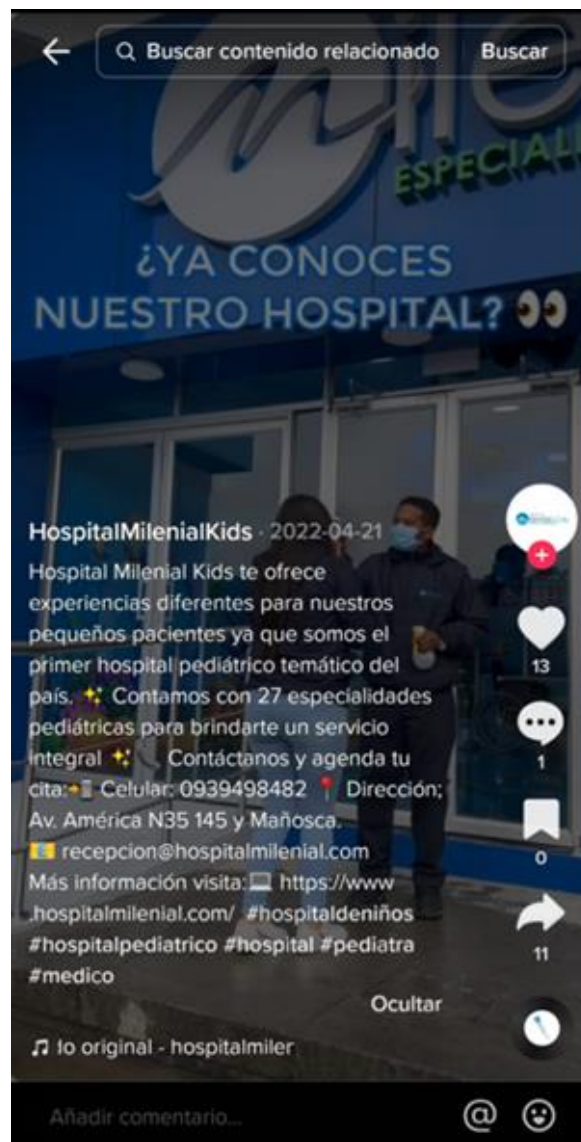 Buscar contenido relacionado Buscar
Mile
ESPECIAL
¿YA CONOCES
NUESTRO HOSPITAL? 👀
HospitalMilenialKids · 2022-04-21
Hospital Milenial Kids te ofrece
experiencias diferentes para nuestros
pequeños pacientes ya que somos el
primer hospital pediátrico temático del
país. ✨ Contamos con 27 especialidades
pediátricas para brindarte un servicio
integral ✨ 📞 Contáctanos y agenda tu
cita:📲 Celular: 0939498482 📍 Dirección;
Av. América N35 145 y Mañosca.
📧 recepcion@hospitalmilenial.com
Más información visita:💻 https://www
.hospitalmilenial.com/ #hospitaldeniños
#hospitalpediatrico #hospital #pediatra
#medico
Ocultar
13
1
0
11
♫ do original - hospitalmiler
Añadir comentario...